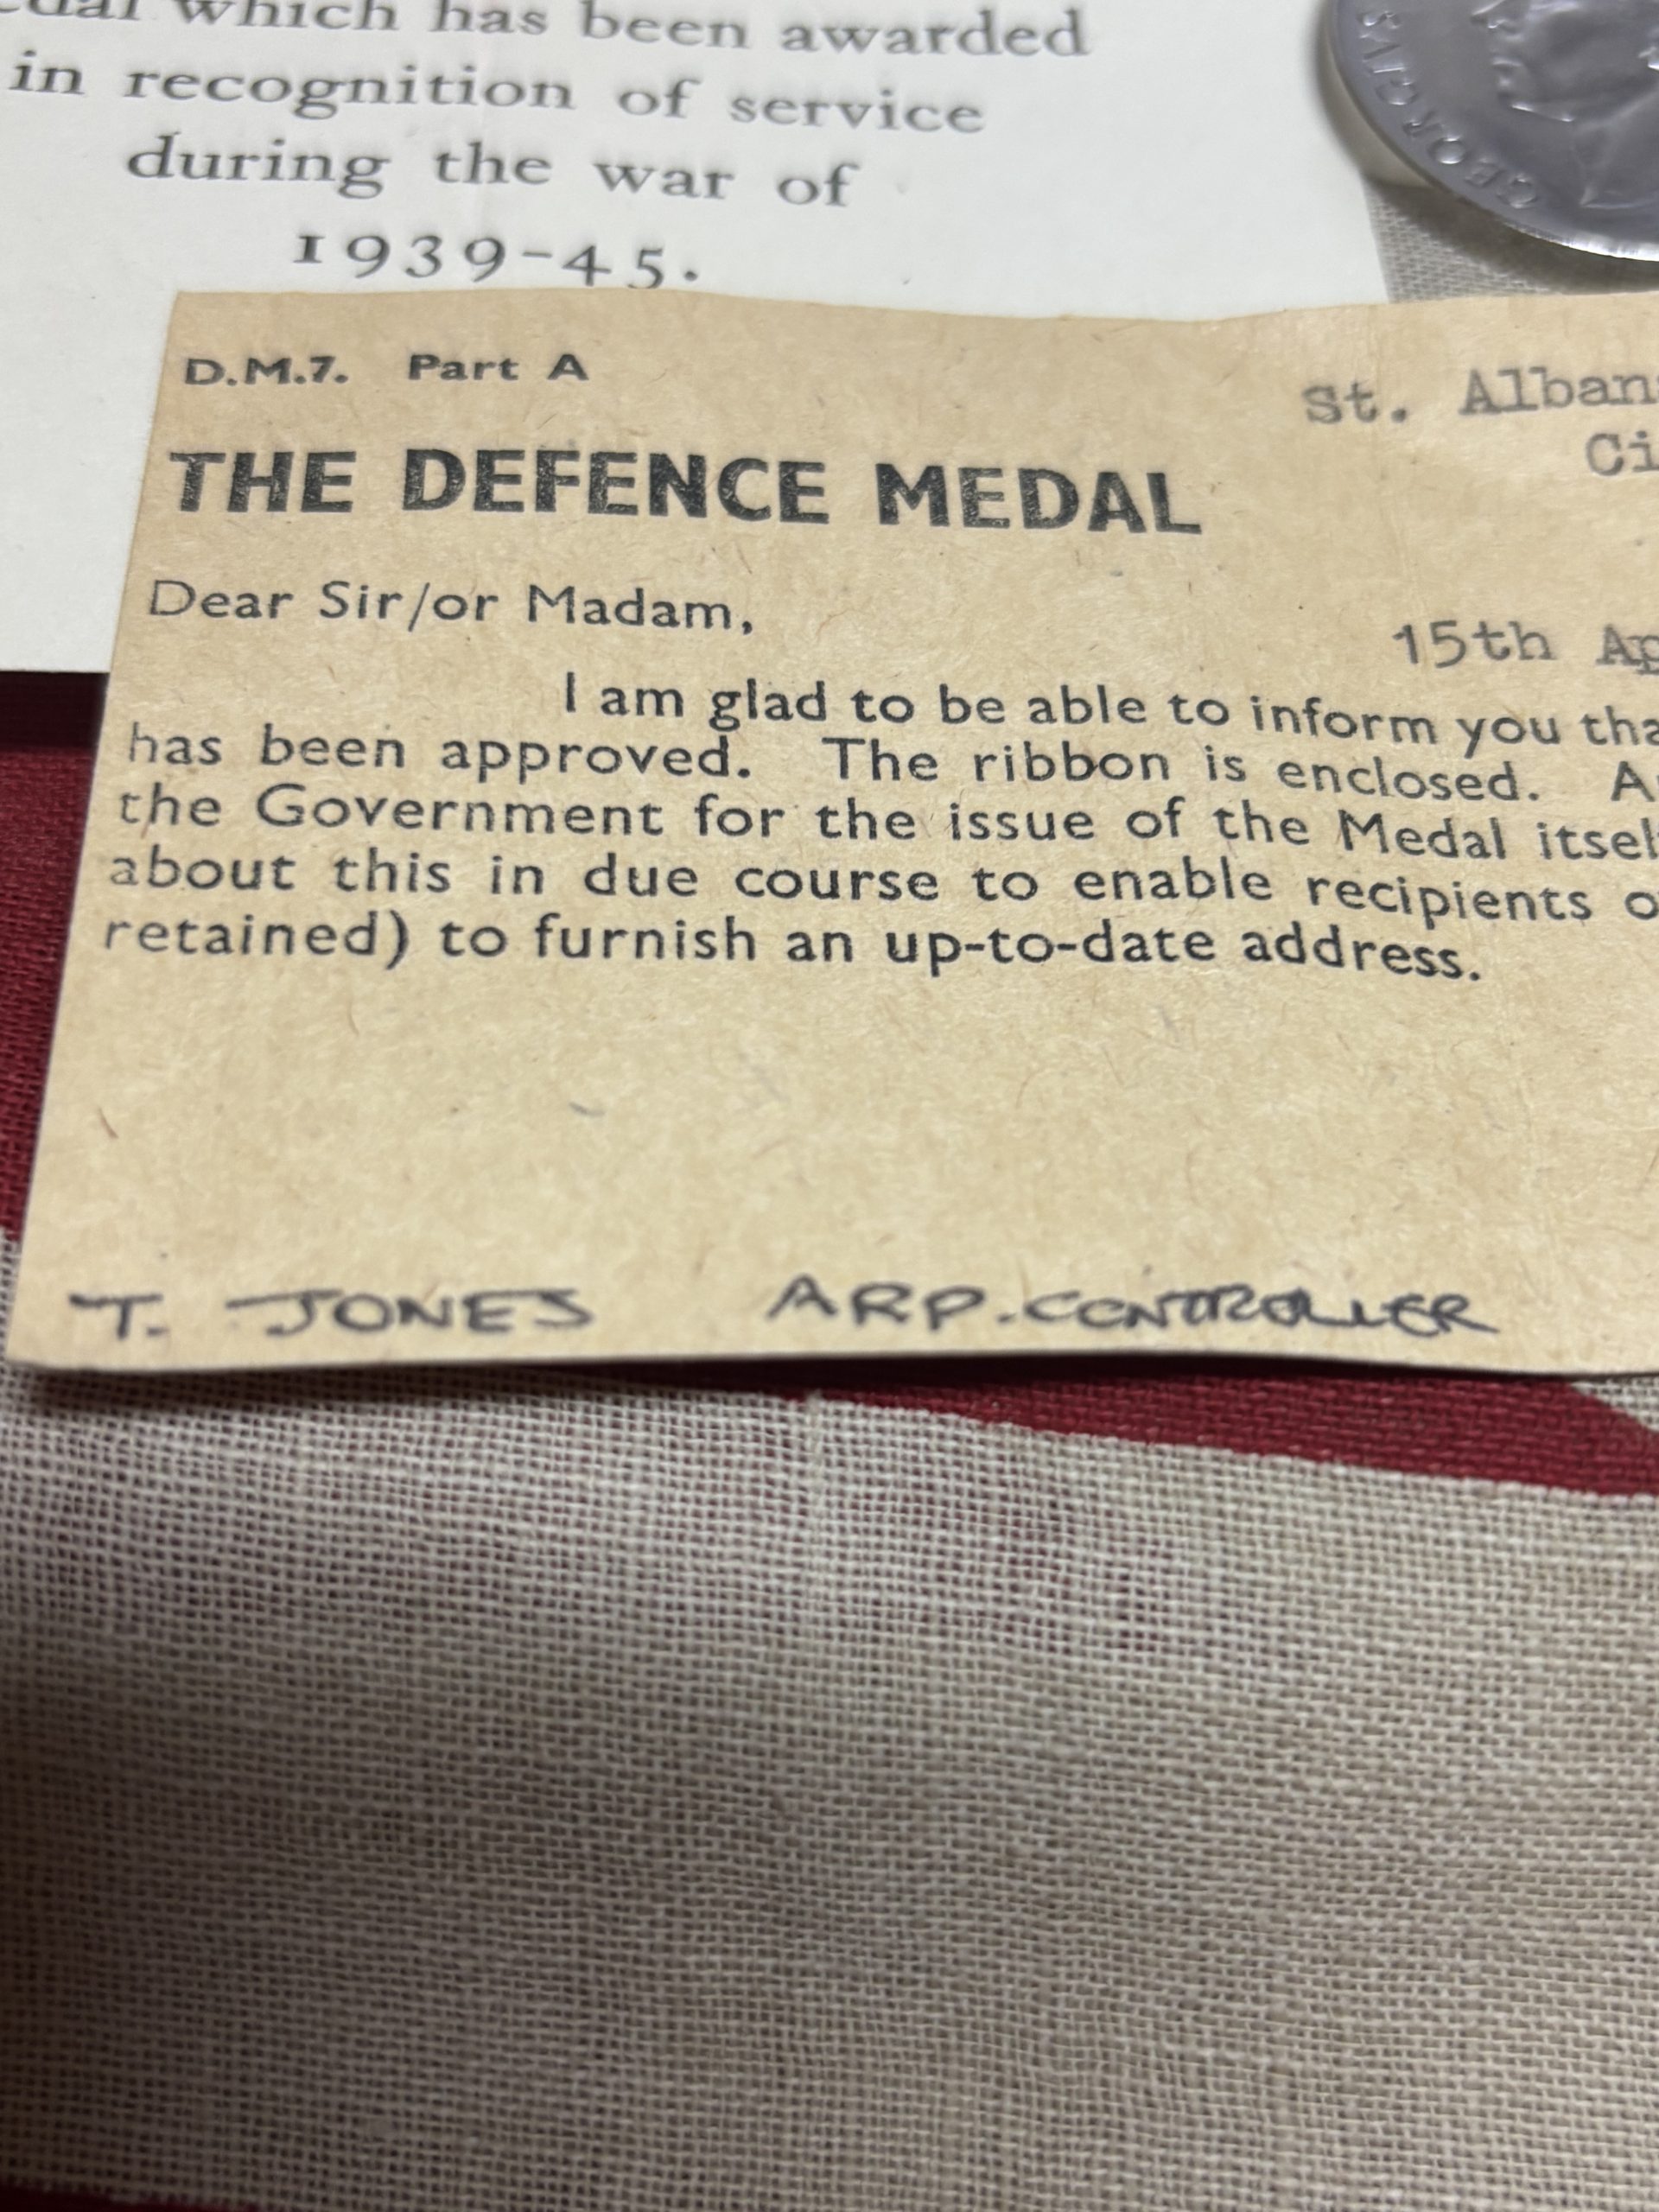 which has been awarded
in recognition of service
during the war of
1939-45.
GEORGIVS
D.M.7. Part A
St. Alban
Ci
THE DEFENCE MEDAL
Dear Sir/or Madam,
15th Ap
I am glad to be able to inform you tha
has been approved. The ribbon is enclosed. A
the Government for the issue of the Medal itsel
about this in due course to enable recipients o
retained) to furnish an up-to-date address.
T. JONES ARP. CONTROLLER